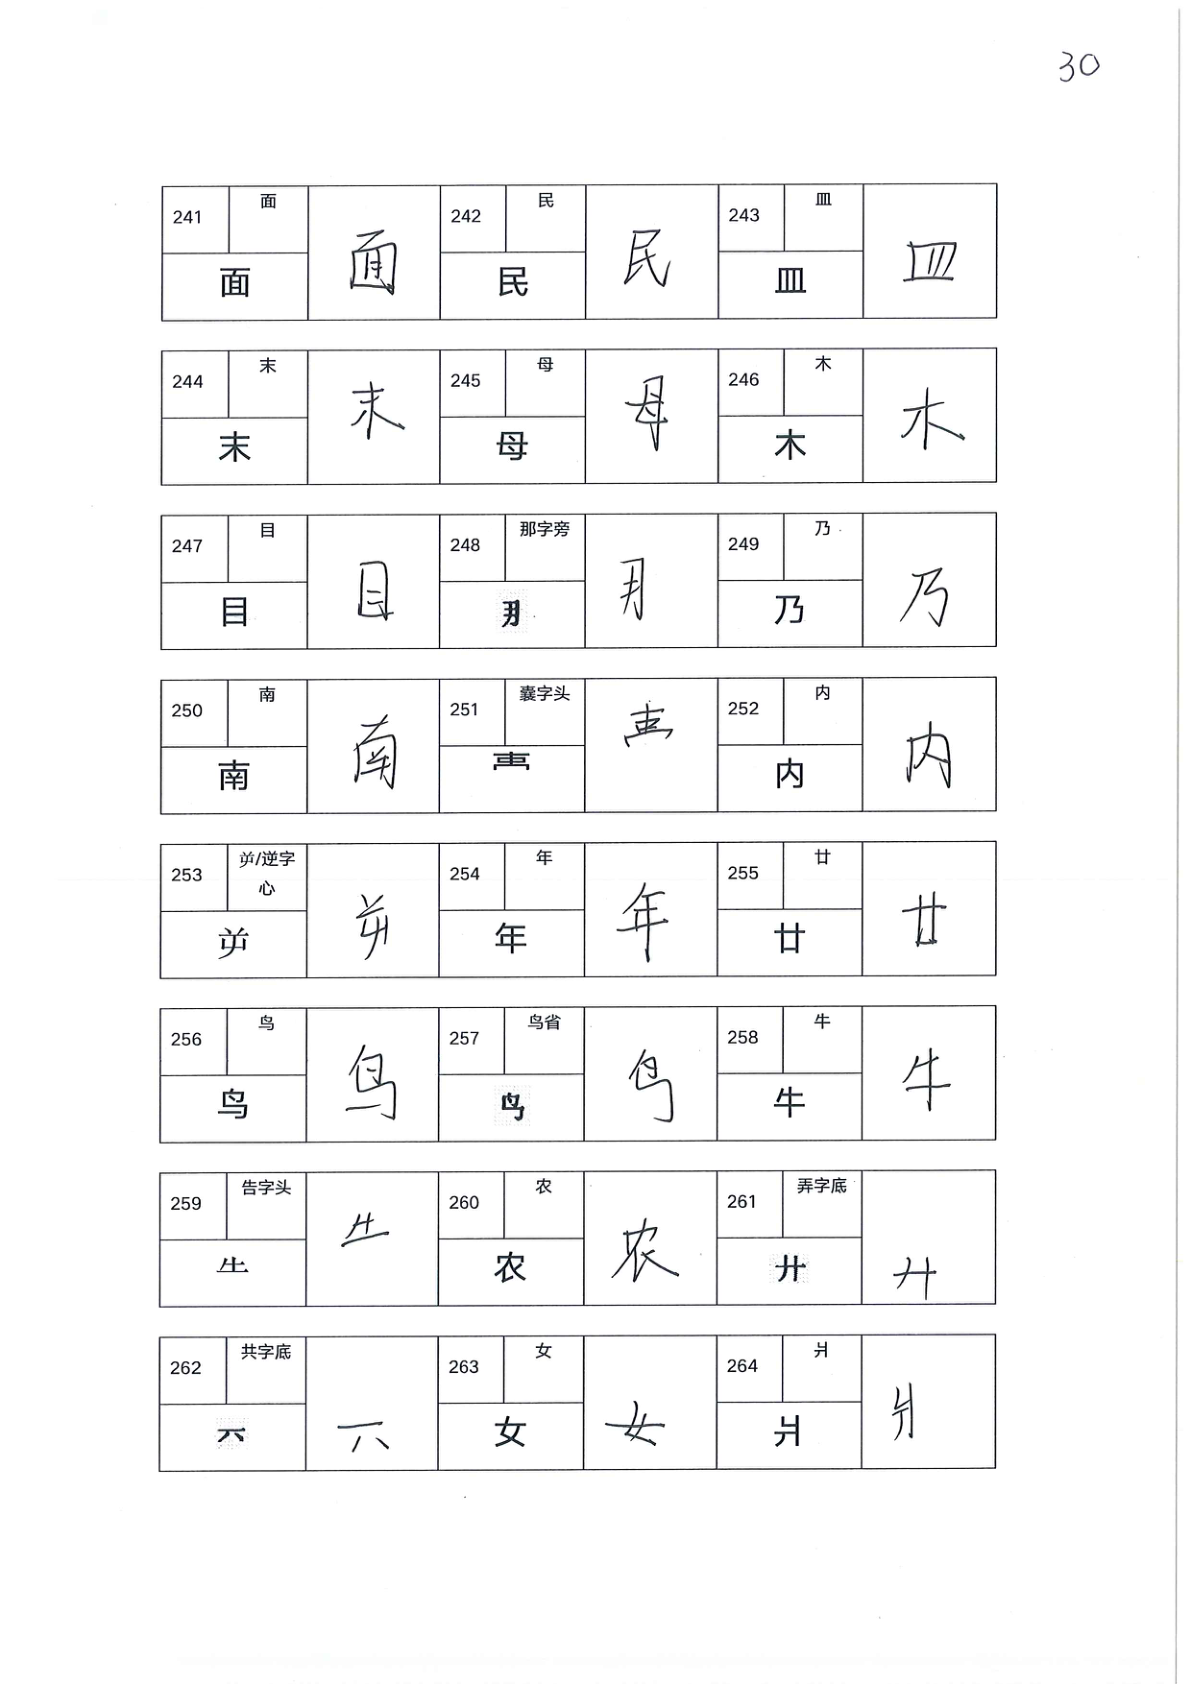 30
241 面 面 面 242 民 民 民 243 皿 皿 皿
244 末 末 末 245 母 母 母 246 木 木 木
247 目 目 目 248 那字旁 249 乃 乃 乃
250 南 南 南 251 囊字头 252 内 内 内
253 屰/逆字心 屰 屰 254 年 年 年 255 廿 廿 廿
256 鸟 鸟 鸟 257 鸟省 258 牛 牛 牛
259 告字头 260 农 农 农 261 弄字底 廾 廾
262 共字底 263 女 女 女 264 爿 爿 爿